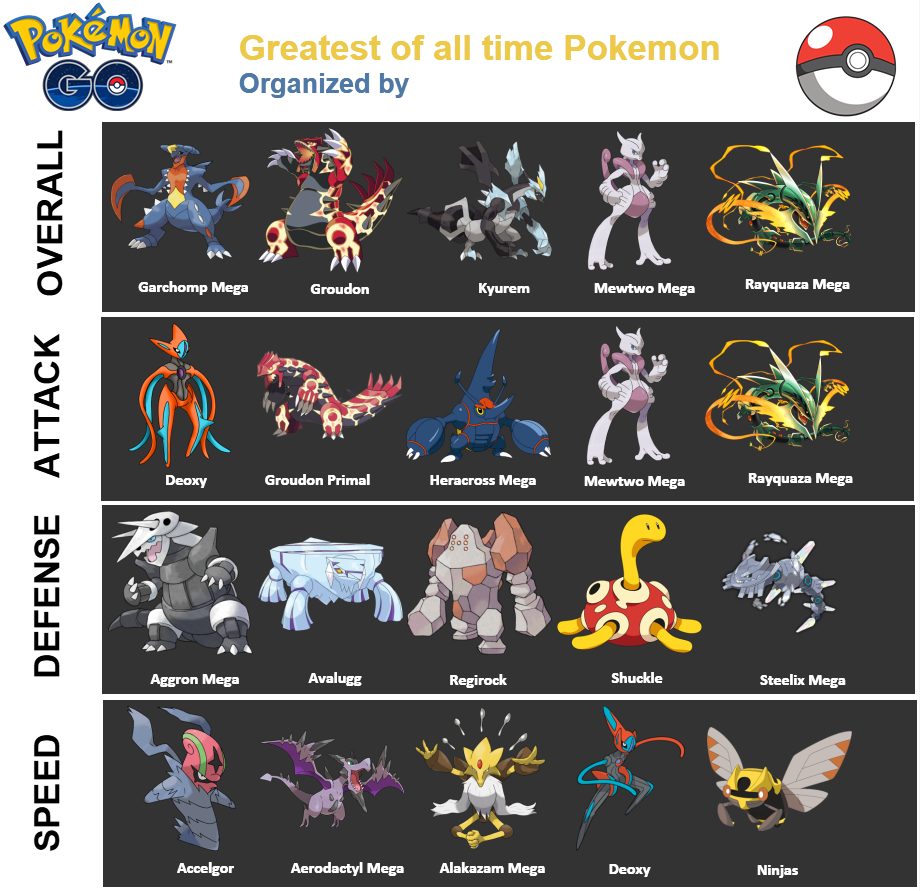 POKéMON
GO
™
Greatest of all time Pokemon
Organized by
OVERALL
Garchomp Mega
Groudon
Kyurem
Mewtwo Mega
Rayquaza Mega
ATTACK
Deoxy
Groudon Primal
Heracross Mega
Mewtwo Mega
Rayquaza Mega
DEFENSE
Aggron Mega
Avalugg
Regirock
Shuckle
Steelix Mega
SPEED
Accelgor
Aerodactyl Mega
Alakazam Mega
Deoxy
Ninjas